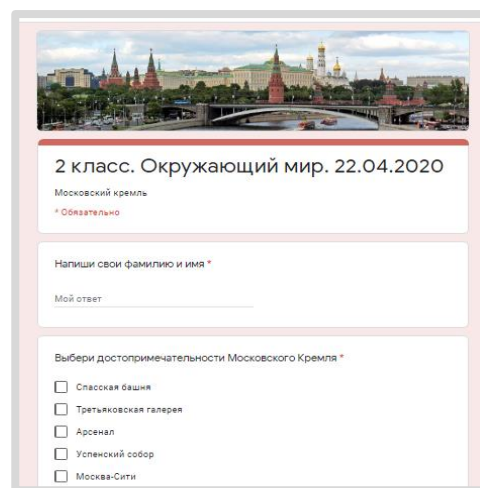 2 класс. Окружающий мир. 22.04.2020
Московский кремль
* Обязательно
Напиши свои фамилию и имя *
Мой ответ
Выбери достопримечательности Московского Кремля *
Спасская башня
Третьяковская галерея
Арсенал
Успенский собор
Москва-Сити